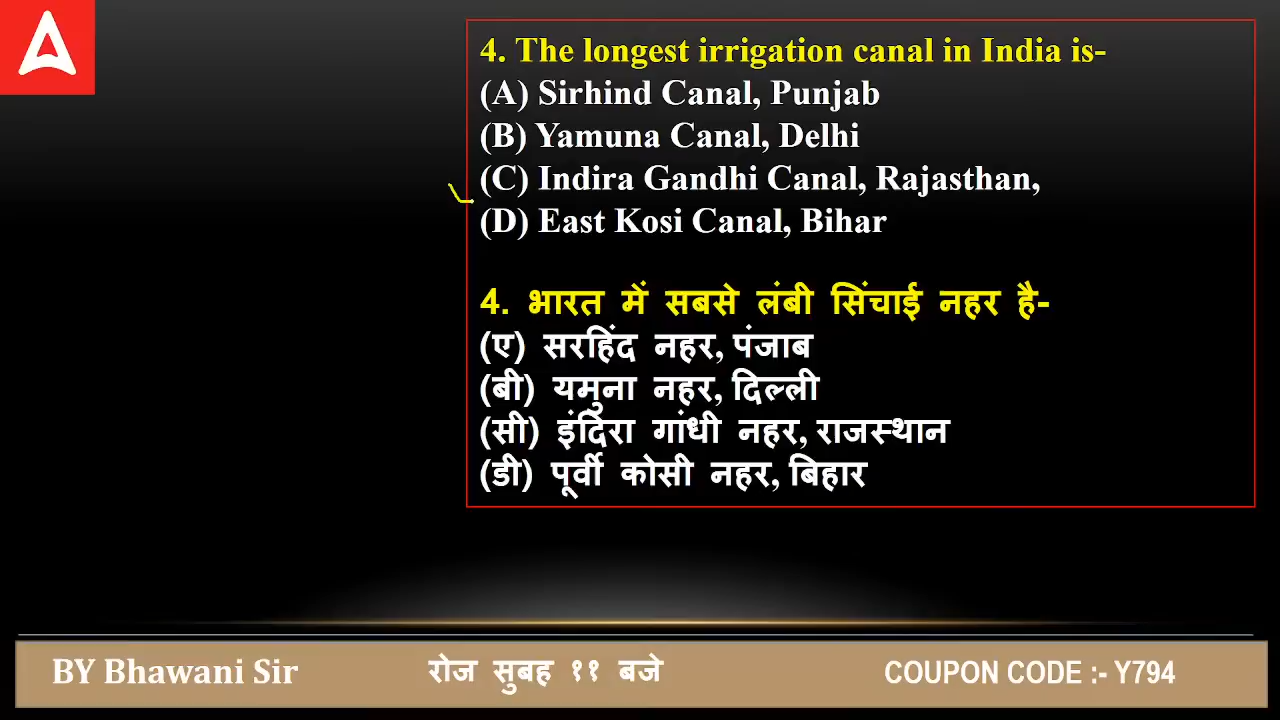 4. The longest irrigation canal in India is-
(A) Sirhind Canal, Punjab
(B) Yamuna Canal, Delhi
(C) Indira Gandhi Canal, Rajasthan,
(D) East Kosi Canal, Bihar
4. भारत में सबसे लंबी सिंचाई नहर है-
(ए) सरहिंद नहर, पंजाब
(बी) यमुना नहर, दिल्ली
(सी) इंदिरा गांधी नहर, राजस्थान
(डी) पूर्वी कोसी नहर, बिहार
BY Bhawani Sir रोज सुबह ११ बजे COUPON CODE :- Y794